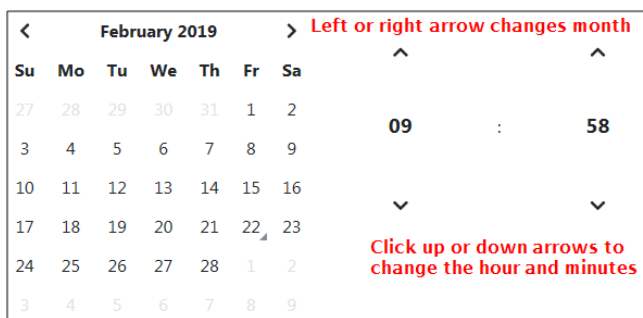 February 2019
Left or right arrow changes month
Su Mo Tu We Th Fr Sa
27 28 29 30 31 1 2
09 : 58
3 4 5 6 7 8 9
10 11 12 13 14 15 16
17 18 19 20 21 22 23
Click up or down arrows to
change the hour and minutes
24 25 26 27 28 1 2
3 4 5 6 7 8 9